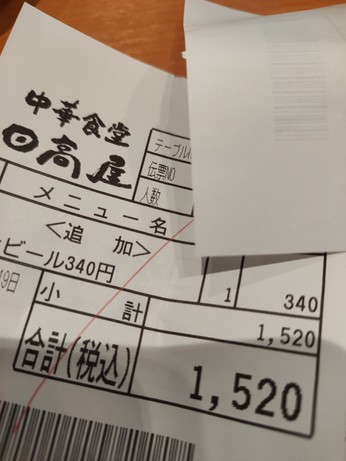 中華食堂
日高屋
テーブル
伝票NO
人数
メニュー名
<追 加>
ビール340円
1 340
9日
小 計 1,520
合計(税込) 1,520